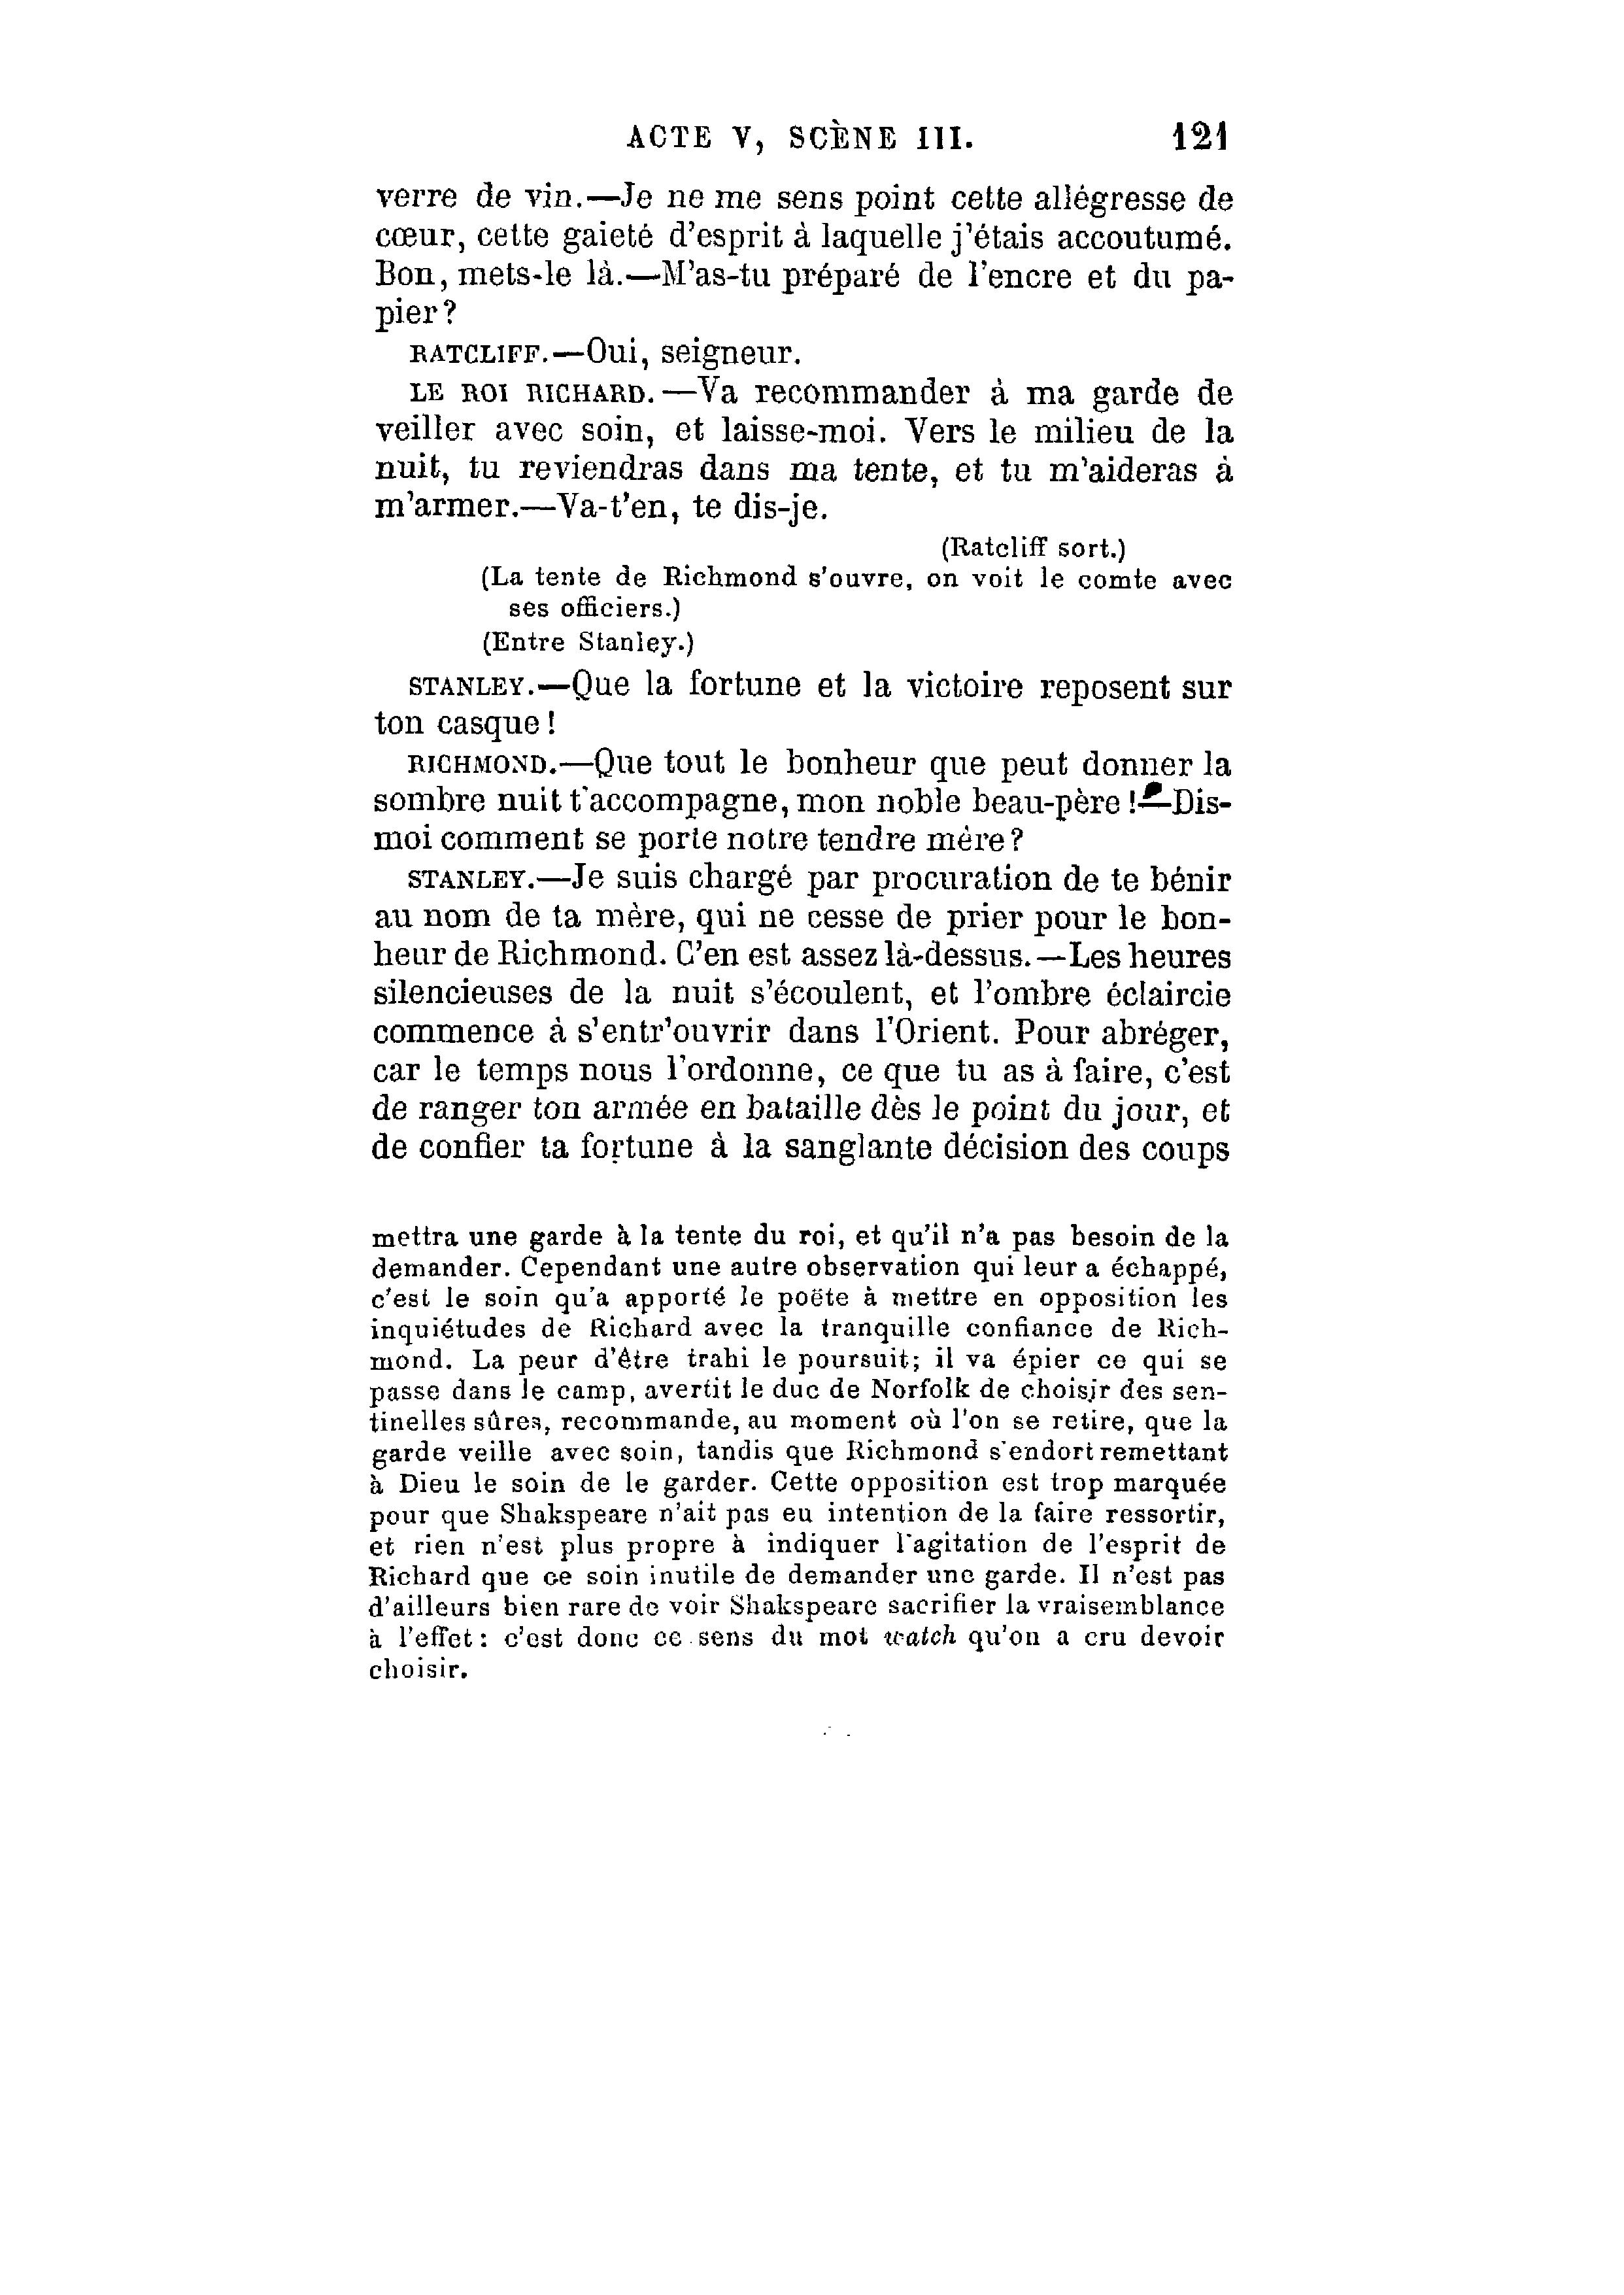 ACTE V, SCÈNE III. 121
verre de vin.—Je ne me sens point cette allégresse de
cœur, cette gaieté d'esprit à laquelle j'étais accoutumé.
Bon, mets-le là.—M'as-tu préparé de l'encre et du pa-
pier?
RATCLIFF.—Oui, seigneur.
LE ROI RICHARD.—Va recommander à ma garde de
veiller avec soin, et laisse-moi. Vers le milieu de la
nuit, tu reviendras dans ma tente, et tu m'aideras à
m'armer.—Va-t'en, te dis-je.
(Ratcliff sort.)
(La tente de Richmond s'ouvre, on voit le comte avec
ses officiers.)
(Entre Stanley.)
STANLEY.—Que la fortune et la victoire reposent sur
ton casque!
RICHMOND.—Que tout le bonheur que peut donner la
sombre nuit t'accompagne, mon noble beau-père!—Dis-
moi comment se porte notre tendre mère?
STANLEY.—Je suis chargé par procuration de te bénir
au nom de ta mère, qui ne cesse de prier pour le bon-
heur de Richmond. C'en est assez là-dessus.—Les heures
silencieuses de la nuit s'écoulent, et l'ombre éclaircie
commence à s'entr'ouvrir dans l'Orient. Pour abréger,
car le temps nous l'ordonne, ce que tu as à faire, c'est
de ranger ton armée en bataille dès le point du jour, et
de confier ta fortune à la sanglante décision des coups
mettra une garde à la tente du roi, et qu'il n'a pas besoin de la
demander. Cependant une autre observation qui leur a échappé,
c'est le soin qu'a apporté le poëte à mettre en opposition les
inquiétudes de Richard avec la tranquille confiance de Rich-
mond. La peur d'être trahi le poursuit; il va épier ce qui se
passe dans le camp, avertit le duc de Norfolk de choisir des sen-
tinelles sûres, recommande, au moment où l'on se retire, que la
garde veille avec soin, tandis que Richmond s'endort remettant
à Dieu le soin de le garder. Cette opposition est trop marquée
pour que Shakspeare n'ait pas eu intention de la faire ressortir,
et rien n'est plus propre à indiquer l'agitation de l'esprit de
Richard que ce soin inutile de demander une garde. Il n'est pas
d'ailleurs bien rare de voir Shakspeare sacrifier la vraisemblance
à l'effet: c'est donc ce sens du mot watch qu'on a cru devoir
choisir.